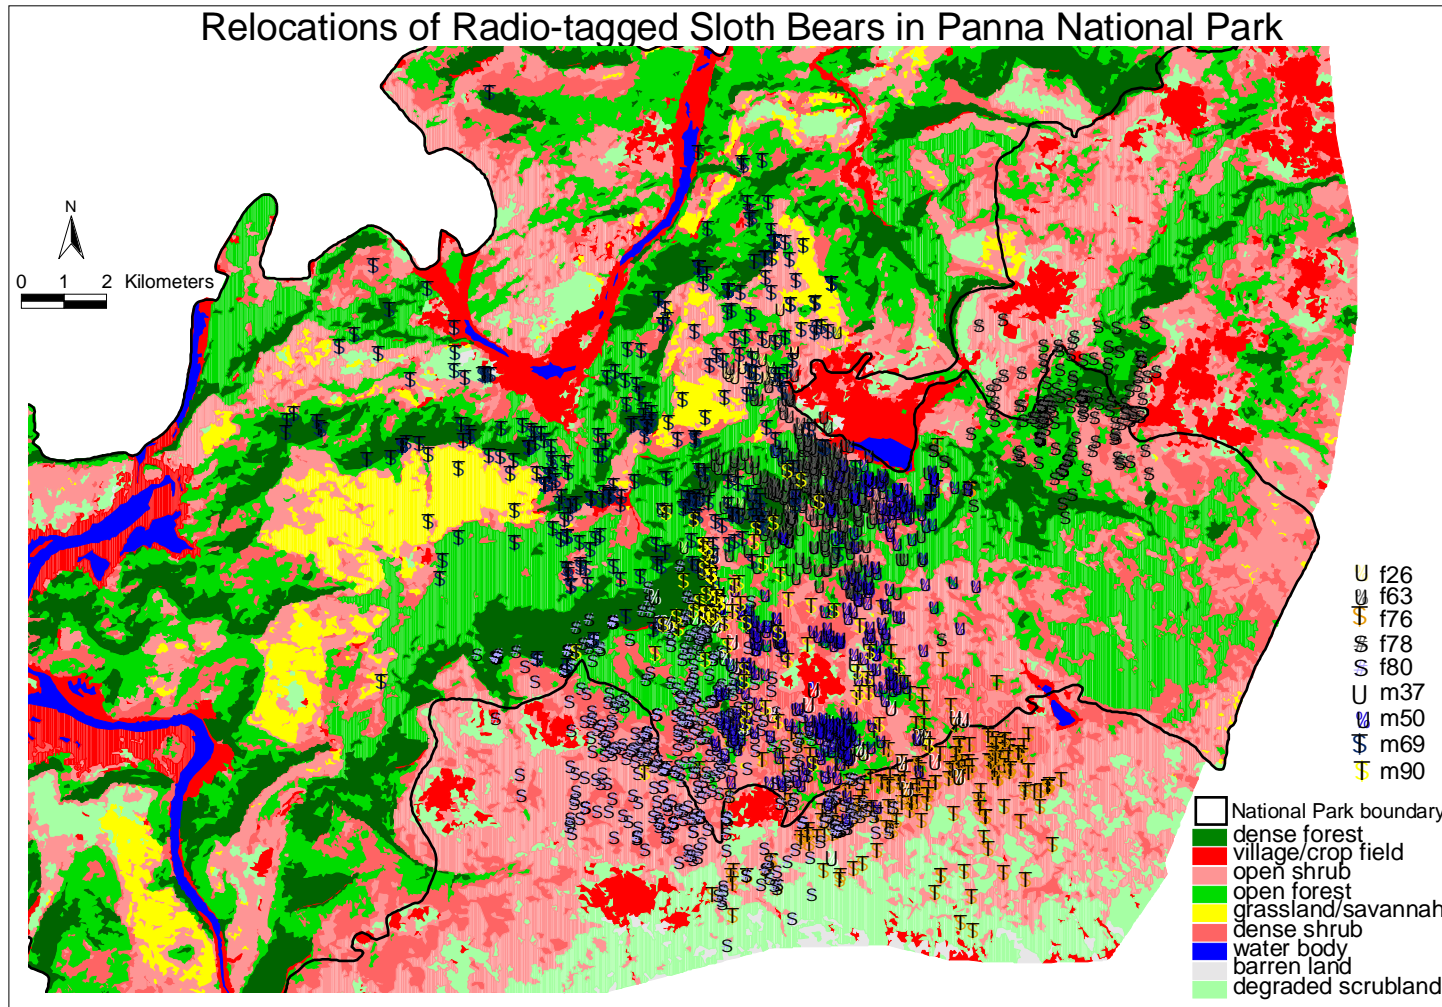 Relocations of Radio-tagged Sloth Bears in Panna National Park
N
0 1 2 Kilometers
f26
f63
f76
f78
f80
m37
m50
m69
m90
National Park boundary
dense forest
village/crop field
open shrub
open forest
grassland/savannah
dense shrub
water body
barren land
degraded scrubland